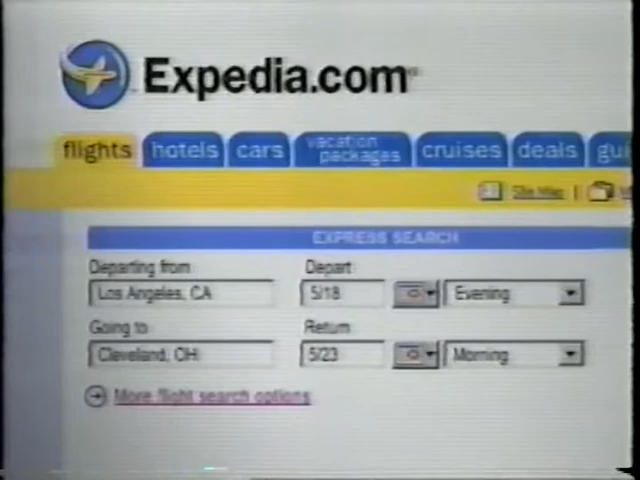 Expedia.com
flights hotels cars vacation packages cruises deals
Site Map |
EXPRESS SEARCH
Departing from: Depart:
Los Angeles, CA 5/18 Evening
Going to: Return:
Cleveland, OH 5/23 Morning
More flight search options